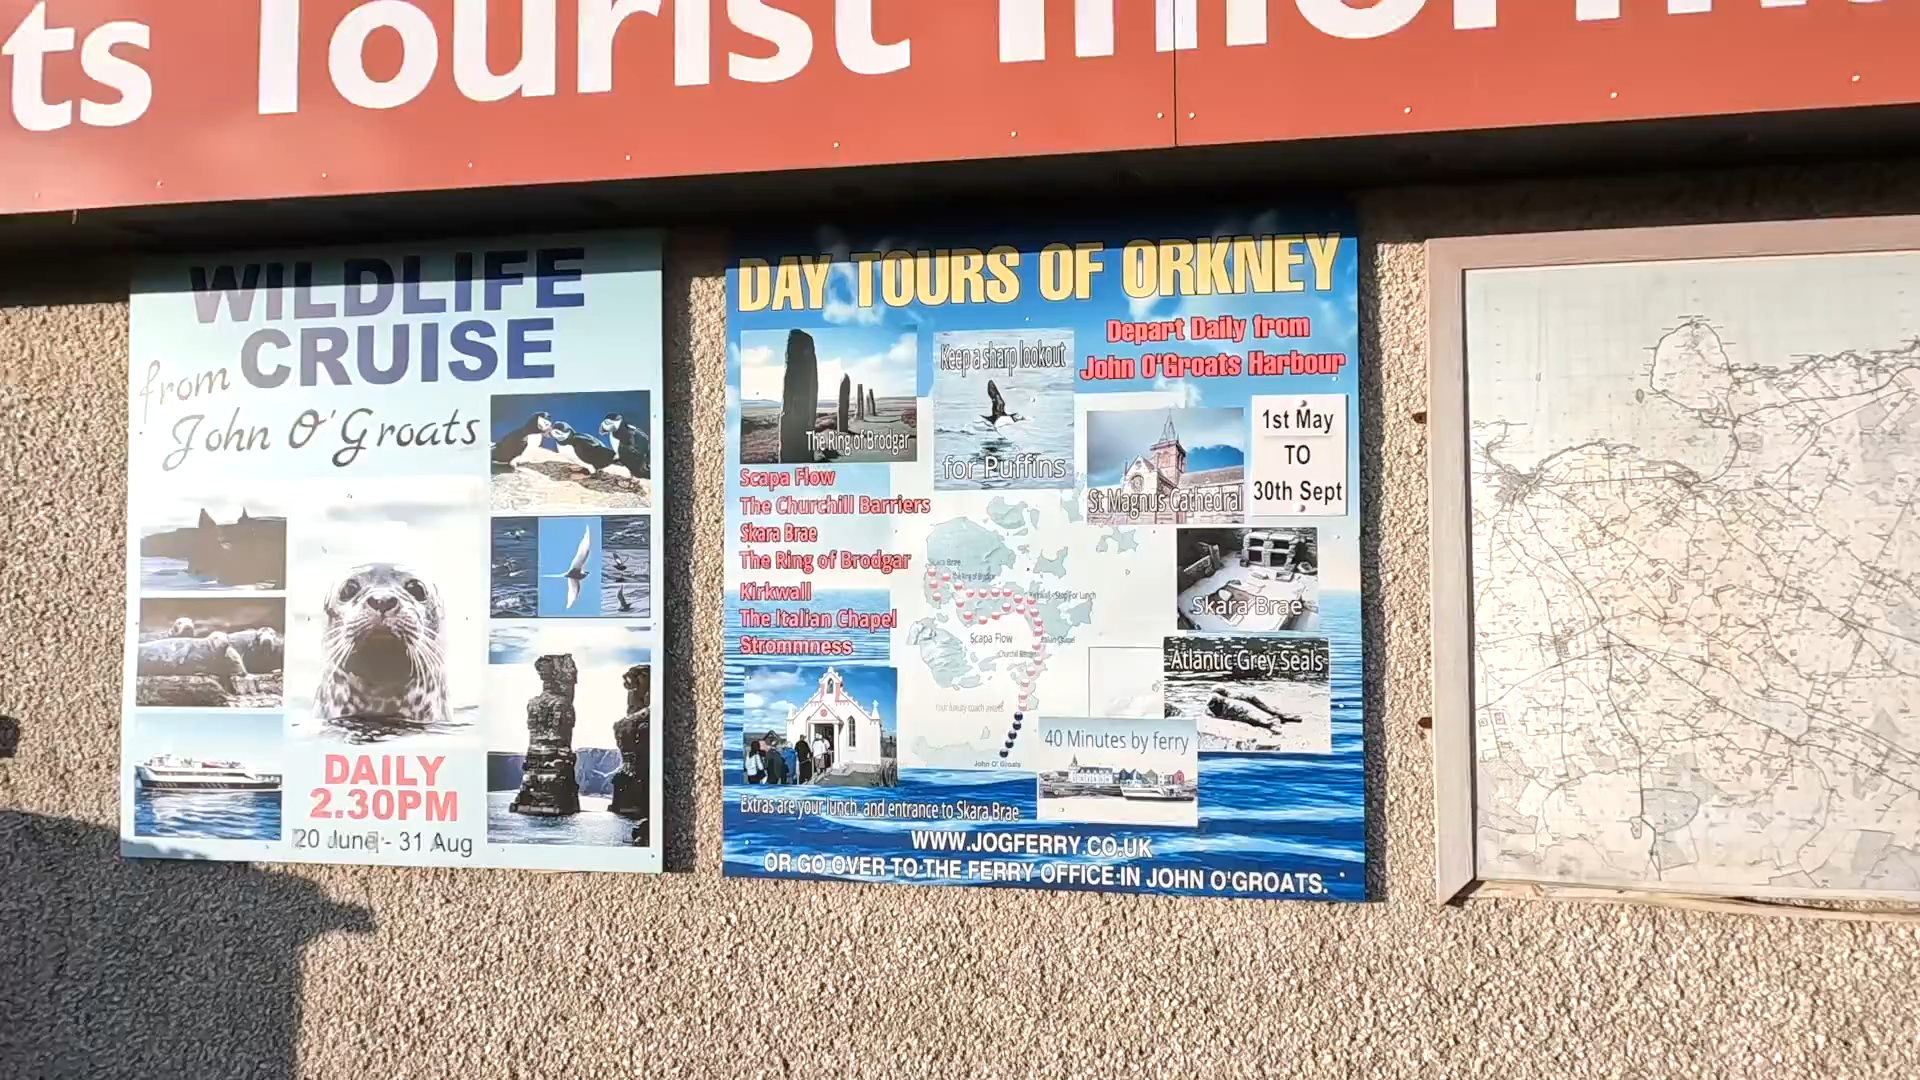 ts Tourist Inform
WILDLIFE
CRUISE
from
John O'Groats
DAILY
2.30PM
20 June - 31 Aug
DAY TOURS OF ORKNEY
Depart Daily from
John O'Groats Harbour
The Ring of Brodgar
Keep a sharp lookout
for Puffins
St Magnus Cathedral
1st May
TO
30th Sept
Scapa Flow
The Churchill Barriers
Skara Brae
The Ring of Brodgar
Kirkwall
The Italian Chapel
Strommness
Skara Brae
Atlantic Grey Seals
Scapa Flow
John O' Groats
40 Minutes by ferry
Extras are your lunch, and entrance to Skara Brae
WWW.JOGFERRY.CO.UK
OR GO OVER TO THE FERRY OFFICE IN JOHN O'GROATS.